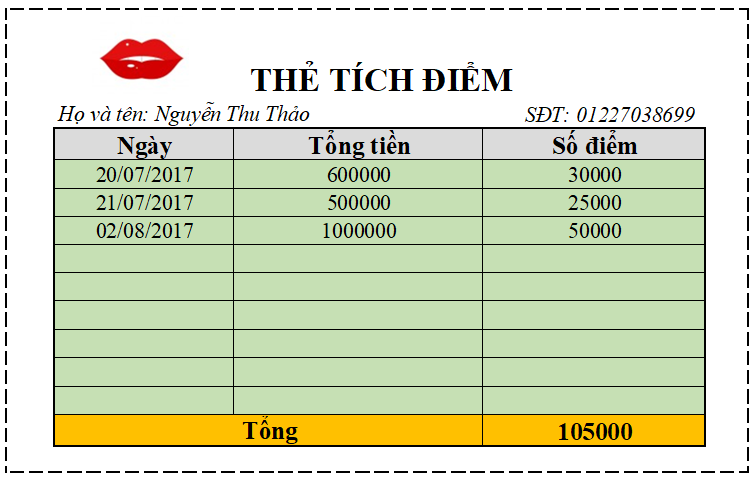 THẺ TÍCH ĐIỂM
Họ và tên: Nguyễn Thu Thảo SĐT: 01227038699
Ngày Tổng tiền Số điểm
20/07/2017 600000 30000
21/07/2017 500000 25000
02/08/2017 1000000 50000
Tổng 105000